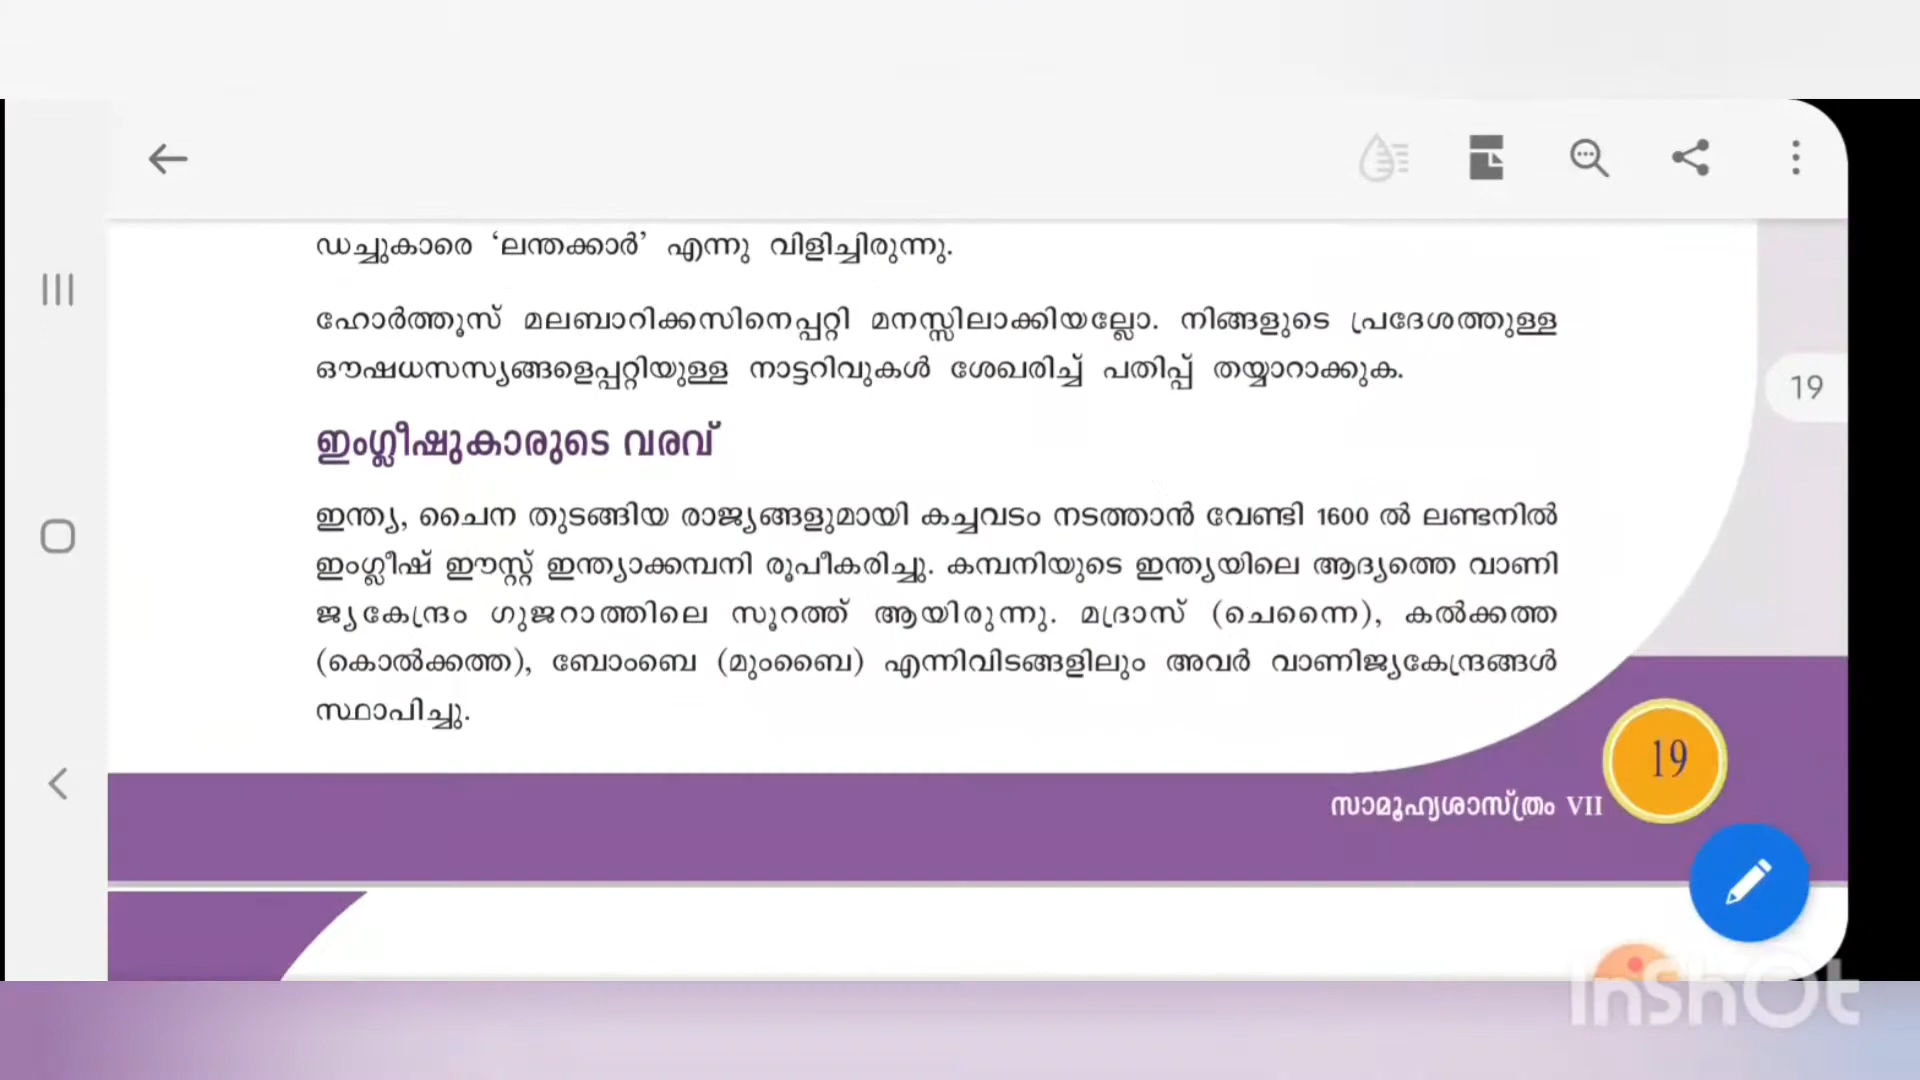 ഡച്ചുകാരെ ‘ലന്തക്കാർ’ എന്നു വിളിച്ചിരുന്നു.
ഹോർത്തൂസ് മലബാറിക്കസിനെപ്പറ്റി മനസ്സിലാക്കിയല്ലോ. നിങ്ങളുടെ പ്രദേശത്തുള്ള
ഔഷധസസ്യങ്ങളെപ്പറ്റിയുള്ള നാട്ടറിവുകൾ ശേഖരിച്ച് പതിപ്പ് തയ്യാറാക്കുക.
19
ഇംഗ്ലീഷുകാരുടെ വരവ്
ഇന്ത്യ, ചൈന തുടങ്ങിയ രാജ്യങ്ങളുമായി കച്ചവടം നടത്താൻ വേണ്ടി 1600 ൽ ലണ്ടനിൽ
ഇംഗ്ലീഷ് ഈസ്റ്റ് ഇന്ത്യാക്കമ്പനി രൂപീകരിച്ചു. കമ്പനിയുടെ ഇന്ത്യയിലെ ആദ്യത്തെ വാണി
ജ്യകേന്ദ്രം ഗുജറാത്തിലെ സൂറത്ത് ആയിരുന്നു. മദ്രാസ് (ചെന്നൈ), കൽക്കത്ത
(കൊൽക്കത്ത), ബോംബെ (മുംബൈ) എന്നിവിടങ്ങളിലും അവർ വാണിജ്യകേന്ദ്രങ്ങൾ
സ്ഥാപിച്ചു.
19
സാമൂഹ്യശാസ്ത്രം VII
InShOt